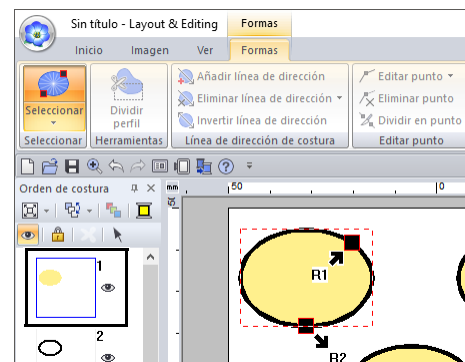 Sin título - Layout & Editing
Formas
Inicio
Imagen
Ver
Formas
Seleccionar
Dividir
perfil
Añadir línea de dirección
Eliminar línea de dirección
Invertir línea de dirección
Editar punto
Eliminar punto
Dividir en punto
Seleccionar
Herramientas
Línea de dirección de costura
Editar punto
Orden de costura
mm
50
0
1
2
R1
R2